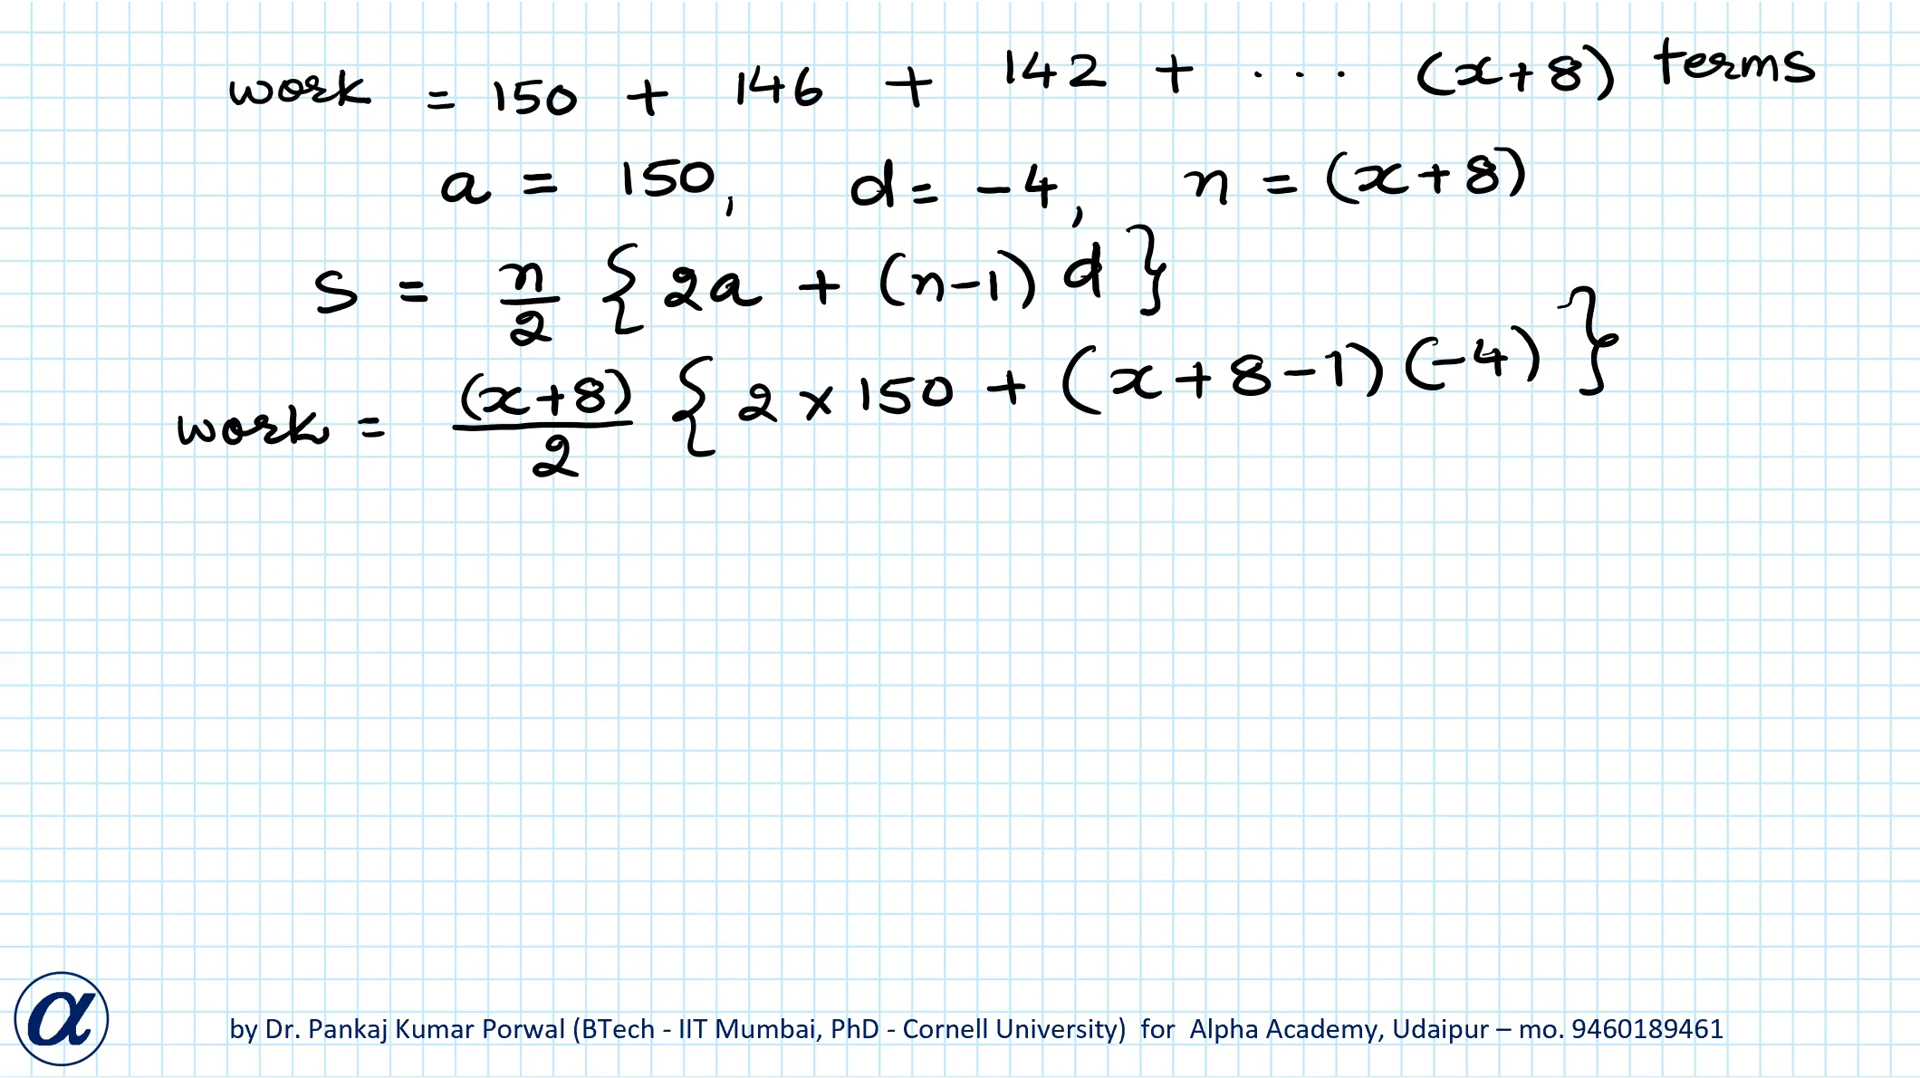 work = 150 + 146 + 142 + ... (x+8) terms
a = 150, d = -4, n = (x+8)
S = n/2 {2a + (n-1) d}
work = (x+8)/2 {2 × 150 + (x+8-1) (-4)}
α
by Dr. Pankaj Kumar Porwal (BTech - IIT Mumbai, PhD - Cornell University) for Alpha Academy, Udaipur – mo. 9460189461